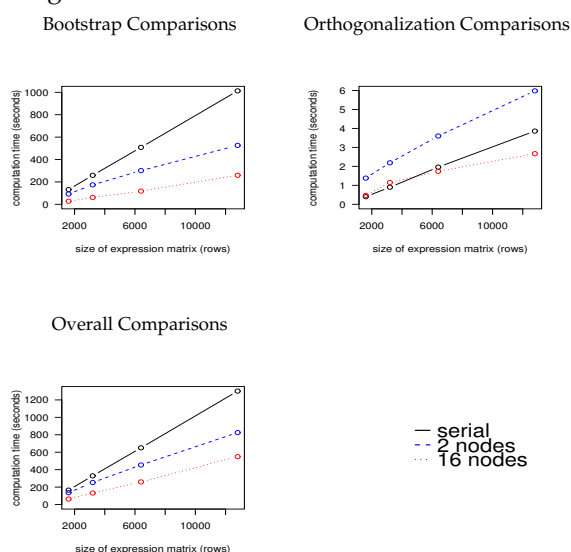 Bootstrap Comparisons
Orthogonalization Comparisons
computation time (seconds)
1000
800
600
400
200
0
2000 6000 10000
size of expression matrix (rows)
computation time (seconds)
6
5
4
3
2
1
0
2000 6000 10000
size of expression matrix (rows)
Overall Comparisons
computation time (seconds)
1200
1000
800
600
400
200
0
2000 6000 10000
size of expression matrix (rows)
serial
2 nodes
16 nodes